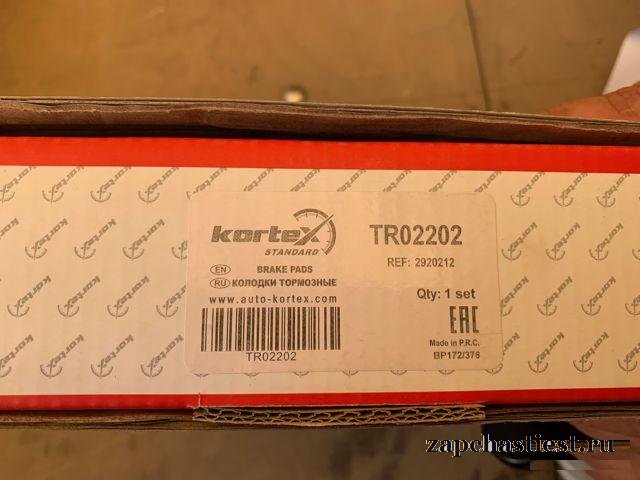 kortex
STANDARD
TR02202
REF: 2920212
EN BRAKE PADS
RU КОЛОДКИ ТОРМОЗНЫЕ
www.auto-kortex.com
Qty: 1 set
EAC
Made in P.R.C.
BP172/376
TR02202
zapchastiest.ru